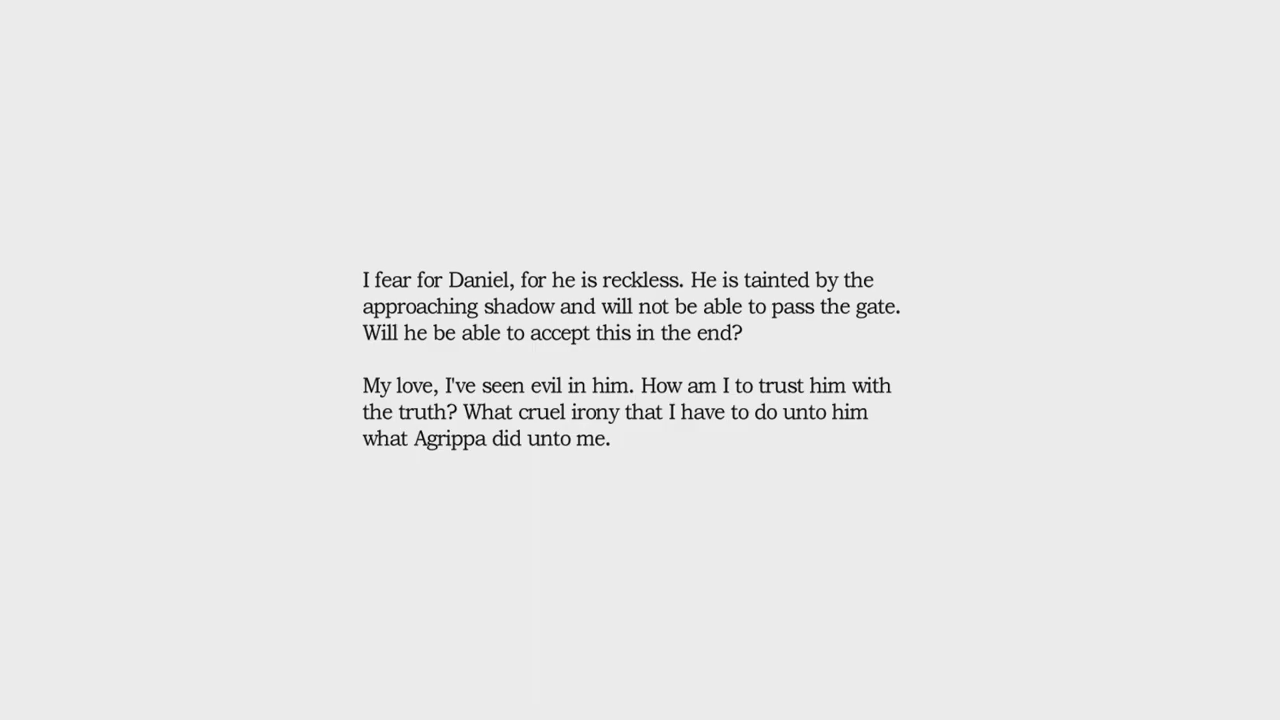 I fear for Daniel, for he is reckless. He is tainted by the
approaching shadow and will not be able to pass the gate.
Will he be able to accept this in the end?
My love, I've seen evil in him. How am I to trust him with
the truth? What cruel irony that I have to do unto him
what Agrippa did unto me.